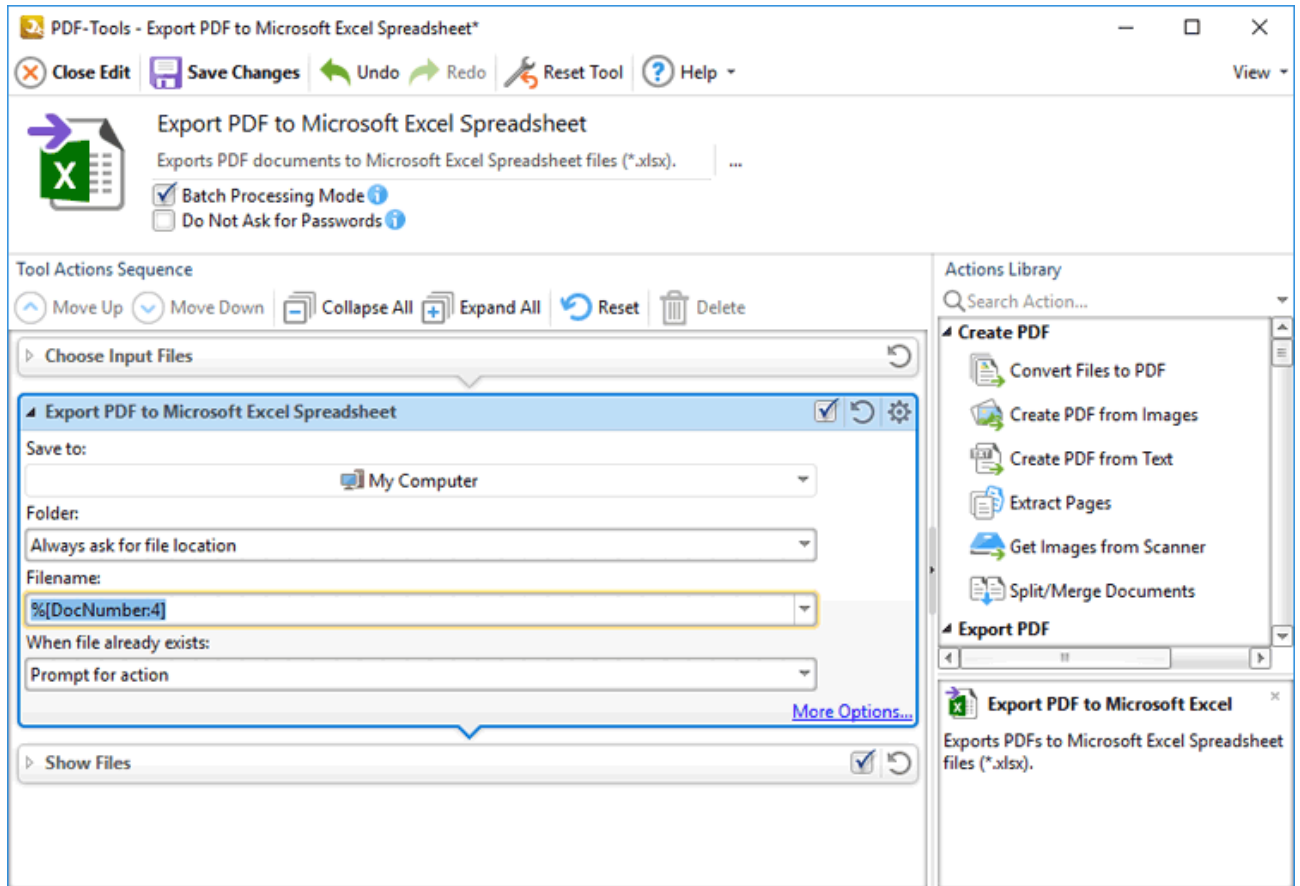 PDF-Tools - Export PDF to Microsoft Excel Spreadsheet*
Close Edit Save Changes Undo Redo Reset Tool Help View
Export PDF to Microsoft Excel Spreadsheet
Exports PDF documents to Microsoft Excel Spreadsheet files (*.xlsx). ...
Batch Processing Mode
Do Not Ask for Passwords
Tool Actions Sequence
Move Up Move Down Collapse All Expand All Reset Delete
Choose Input Files
Export PDF to Microsoft Excel Spreadsheet
Save to:
My Computer
Folder:
Always ask for file location
Filename:
%[DocNumber:4]
When file already exists:
Prompt for action
More Options...
Show Files
Actions Library
Search Action...
Create PDF
Convert Files to PDF
Create PDF from Images
Create PDF from Text
Extract Pages
Get Images from Scanner
Split/Merge Documents
Export PDF
Export PDF to Microsoft Excel
Exports PDFs to Microsoft Excel Spreadsheet
files (*.xlsx).